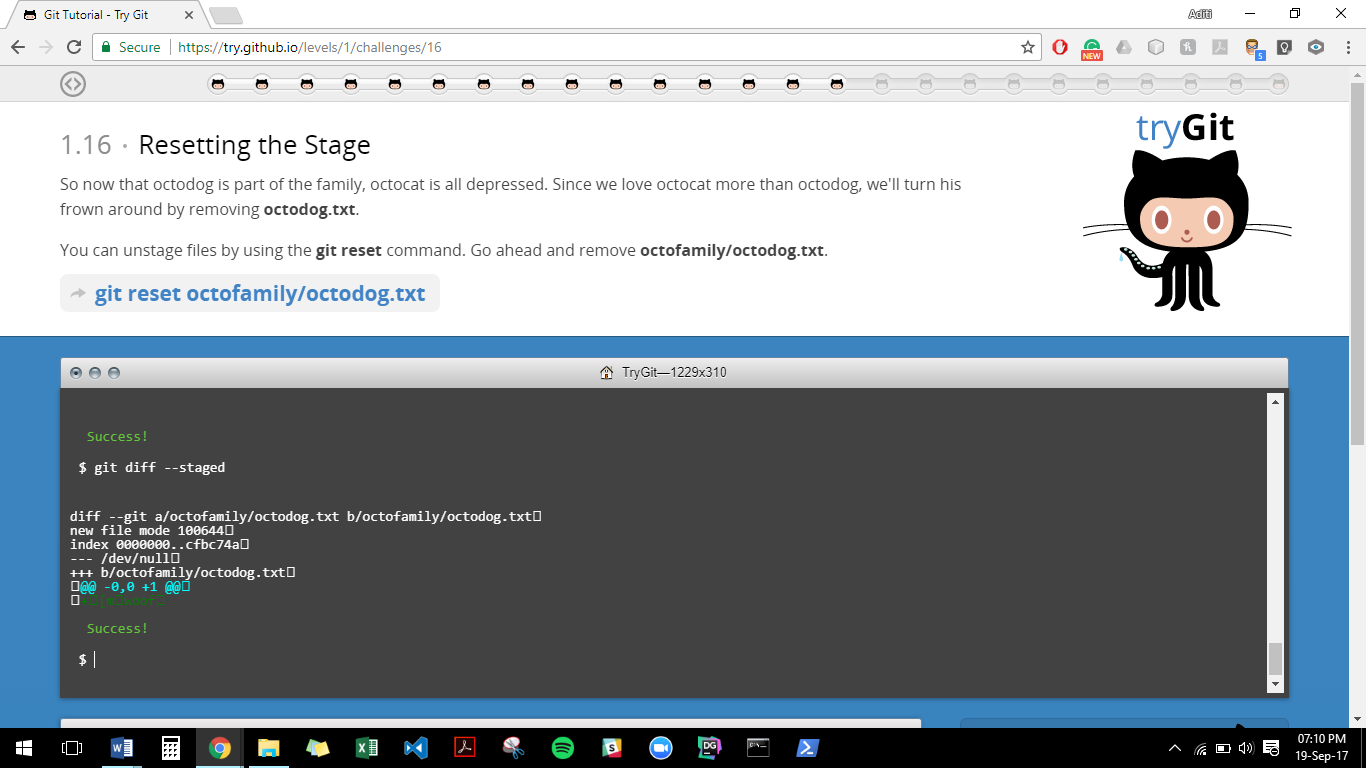 Git Tutorial - Try Git
Aditi
Secure
https://try.github.io/levels/1/challenges/16
NEW
5
1.16 · Resetting the Stage
So now that octodog is part of the family, octocat is all depressed. Since we love octocat more than octodog, we'll turn his
frown around by removing octodog.txt.
You can unstage files by using the git reset command. Go ahead and remove octofamily/octodog.txt.
git reset octofamily/octodog.txt
tryGit
TryGit—1229x310
Success!
$ git diff --staged
diff --git a/octofamily/octodog.txt b/octofamily/octodog.txt
new file mode 100644
index 0000000..cfbc74a
--- /dev/null
+++ b/octofamily/octodog.txt
@@ -0,0 +1 @@
Success!
$
07:10 PM
19-Sep-17